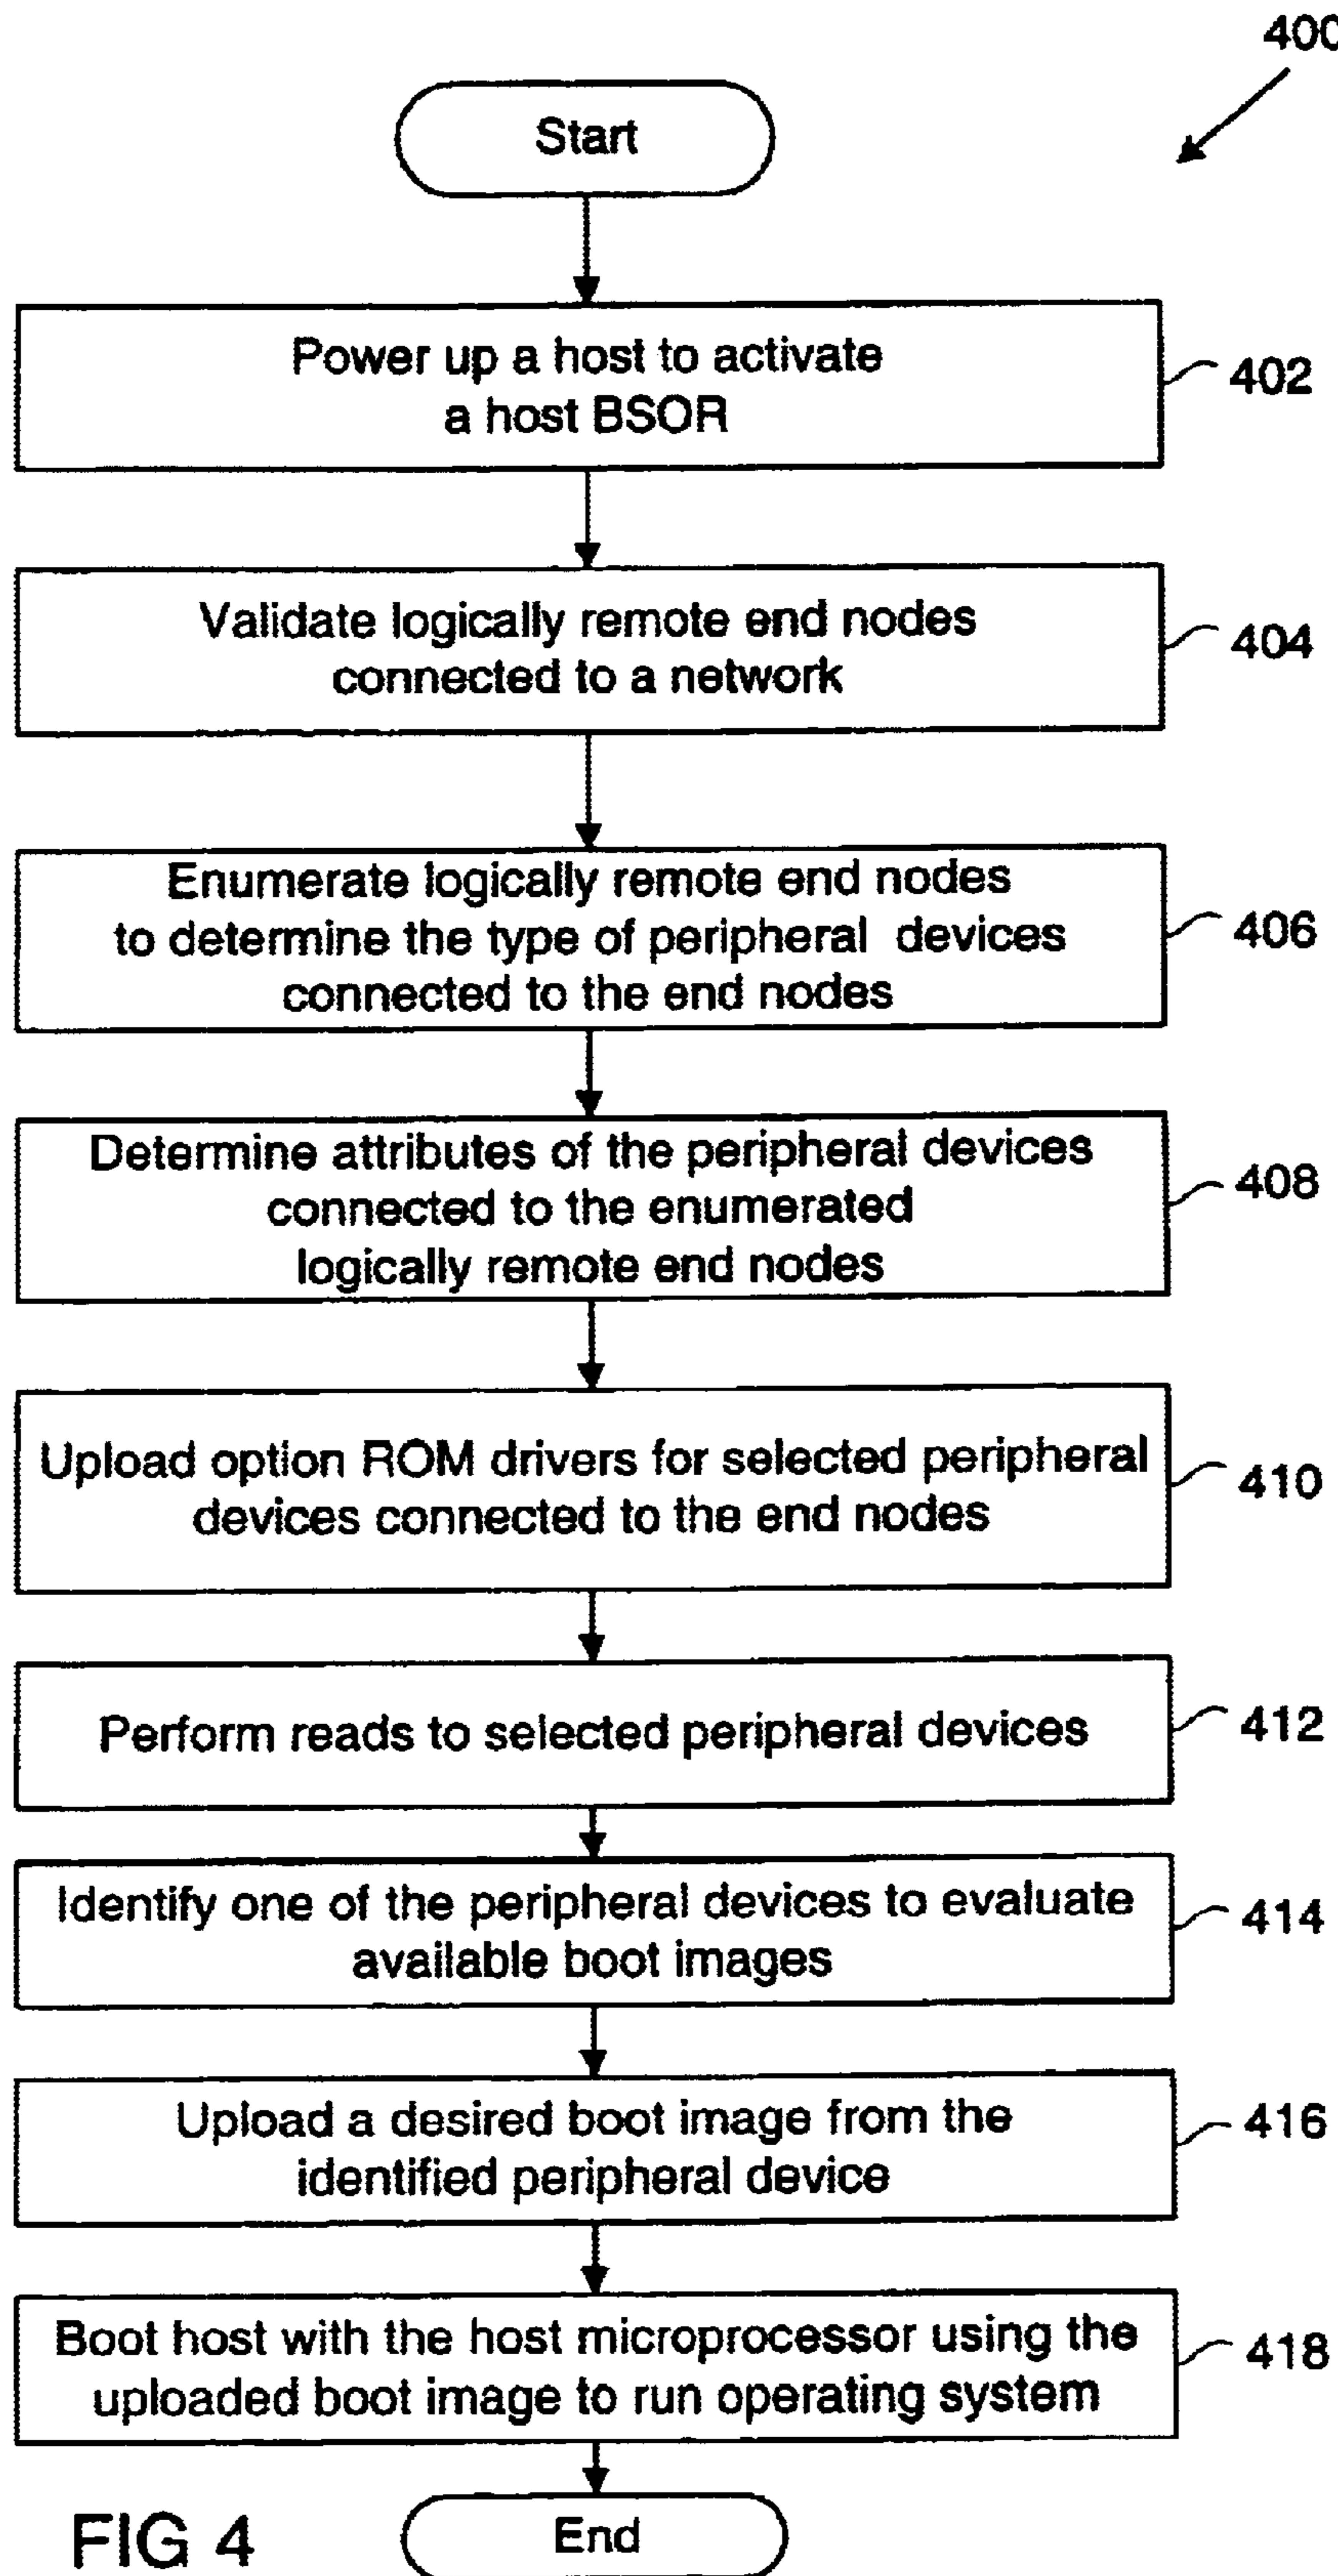 400
Start
Power up a host to activate
a host BSOR
402
Validate logically remote end nodes
connected to a network
404
Enumerate logically remote end nodes
to determine the type of peripheral devices
connected to the end nodes
406
Determine attributes of the peripheral devices
connected to the enumerated
logically remote end nodes
408
Upload option ROM drivers for selected peripheral
devices connected to the end nodes
410
Perform reads to selected peripheral devices
412
Identify one of the peripheral devices to evaluate
available boot images
414
Upload a desired boot image from the
identified peripheral device
416
Boot host with the host microprocessor using the
uploaded boot image to run operating system
418
End
FIG 4